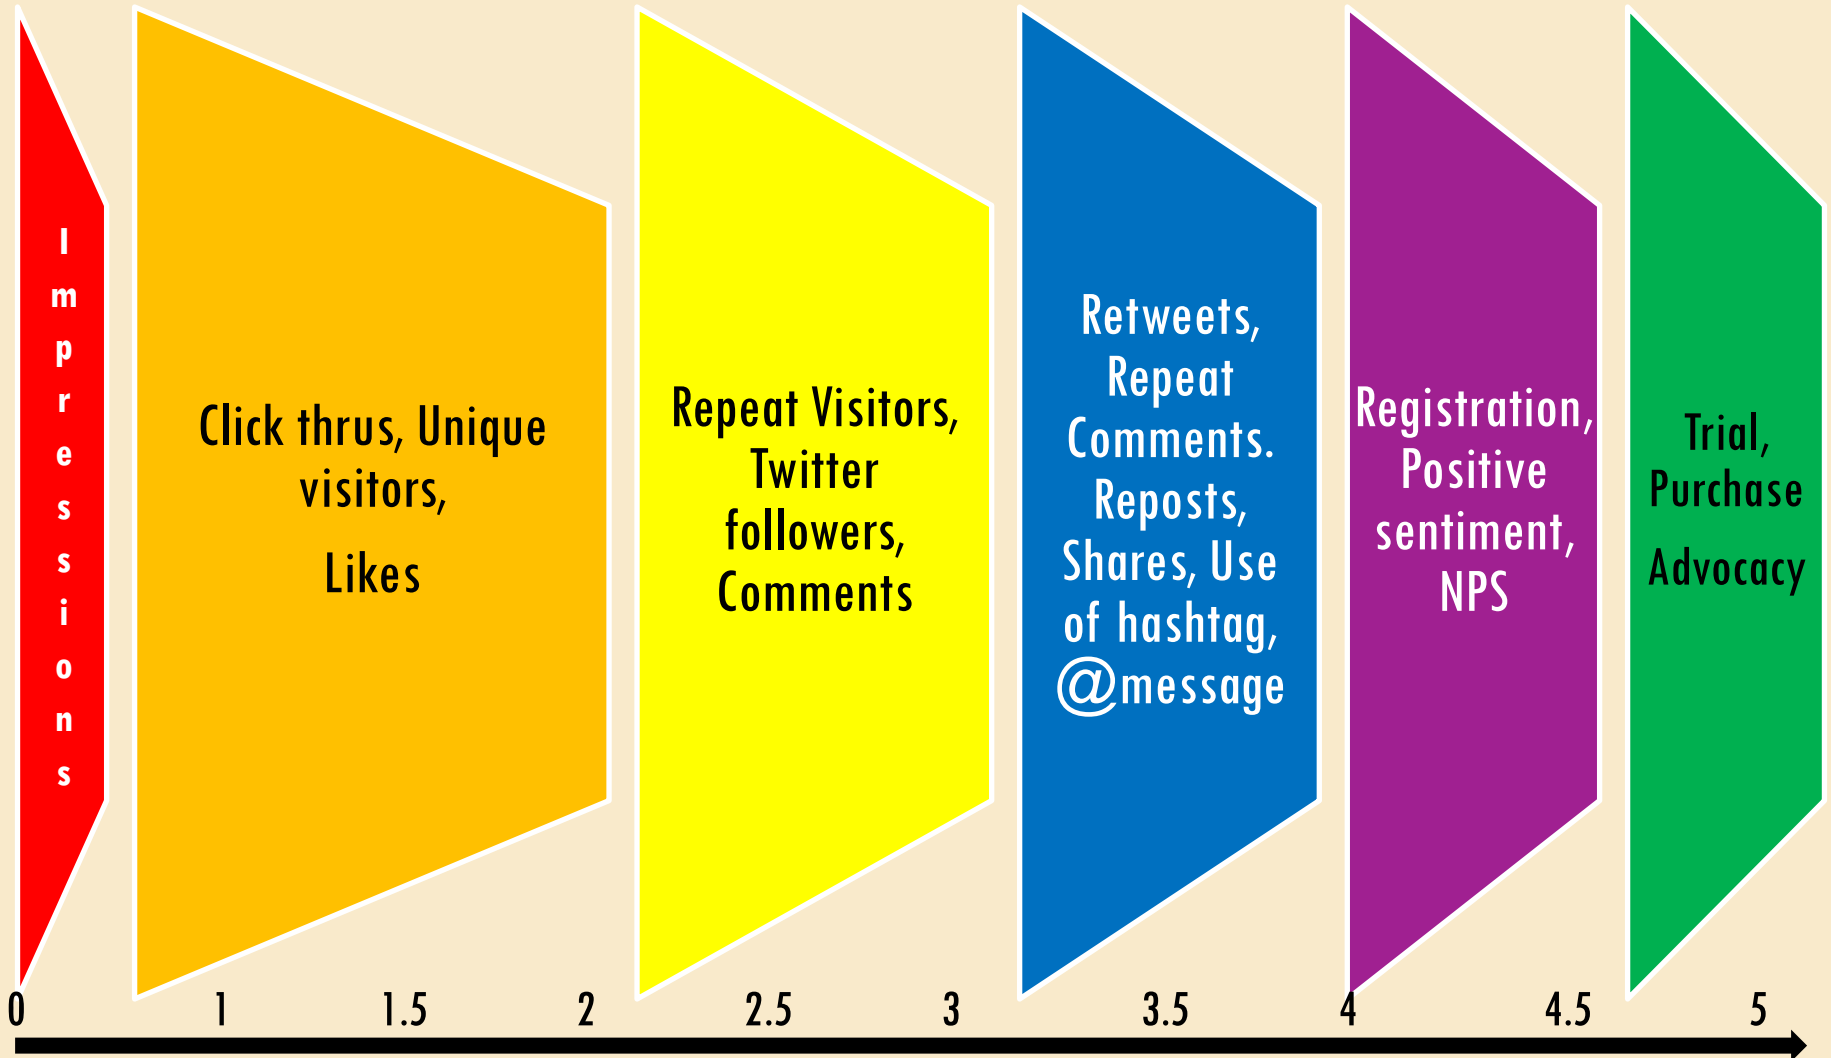 Impressions
Click thrus, Unique
visitors,
Likes
Repeat Visitors,
Twitter
followers,
Comments
Retweets,
Repeat
Comments.
Reposts,
Shares, Use
of hashtag,
@message
Registration,
Positive
sentiment,
NPS
Trial,
Purchase
Advocacy
0 1 1.5 2 2.5 3 3.5 4 4.5 5